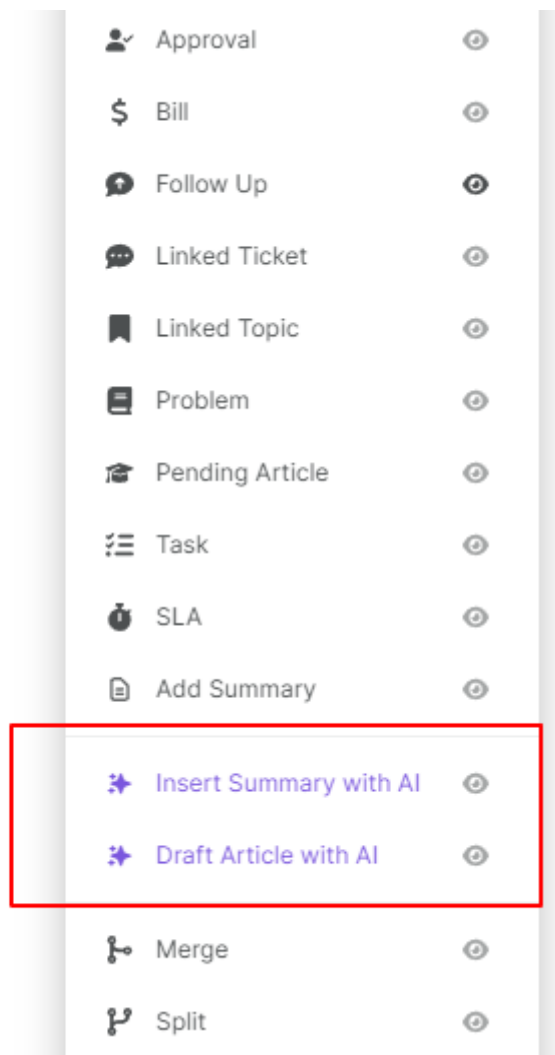 Approval
Bill
Follow Up
Linked Ticket
Linked Topic
Problem
Pending Article
Task
SLA
Add Summary
Insert Summary with AI
Draft Article with AI
Merge
Split